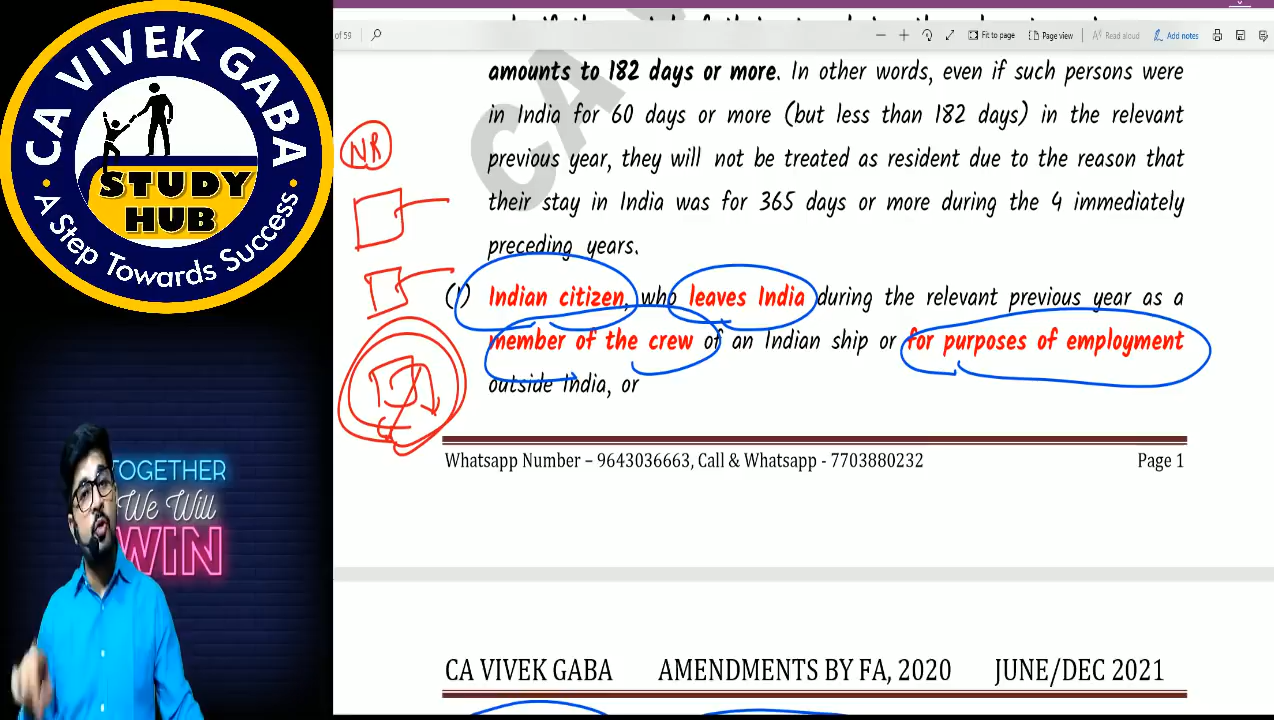 CA VIVEK GABA
STUDY
HUB
A Step Towards Success
TOGETHER
We Will
WIN
of 59
Fit to page
Page view
Read aloud
Add notes
amounts to 182 days or more. In other words, even if such persons were
in India for 60 days or more (but less than 182 days) in the relevant
previous year, they will not be treated as resident due to the reason that
their stay in India was for 365 days or more during the 4 immediately
preceding years.
NR
(1) Indian citizen, who leaves India during the relevant previous year as a
member of the crew of an Indian ship or for purposes of employment
outside India, or
Whatsapp Number – 9643036663, Call & Whatsapp - 7703880232 Page 1
CA VIVEK GABA AMENDMENTS BY FA, 2020 JUNE/DEC 2021